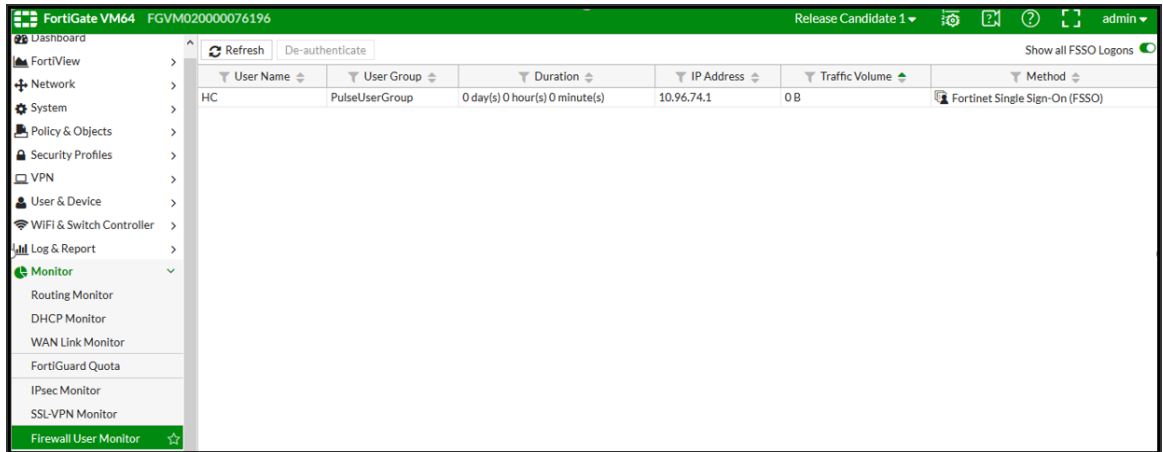 FortiGate VM64 FGVM020000076196
Release Candidate 1
admin
Dashboard
FortiView
Network
System
Policy & Objects
Security Profiles
VPN
User & Device
WiFi & Switch Controller
Log & Report
Monitor
Routing Monitor
DHCP Monitor
WAN Link Monitor
FortiGuard Quota
IPsec Monitor
SSL-VPN Monitor
Firewall User Monitor
Refresh De-authenticate
Show all FSSO Logons
User Name User Group Duration IP Address Traffic Volume Method
HC PulseUserGroup 0 day(s) 0 hour(s) 0 minute(s) 10.96.74.1 0 B Fortinet Single Sign-On (FSSO)